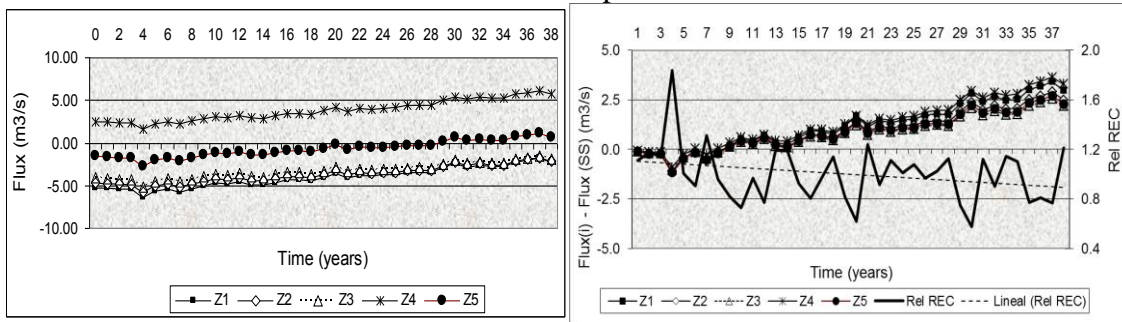 0 2 4 6 8 10 12 14 16 18 20 22 24 26 28 30 32 34 36 38
10.00
5.00
0.00
-5.00
-10.00
Flux (m3/s)
Time (years)
Z1 Z2 Z3 Z4 Z5
1 3 5 7 9 11 13 15 17 19 21 23 25 27 29 31 33 35 37
5.0
2.5
0.0
-2.5
-5.0
Flux(i) - Flux (SS) (m3/s)
2.0
1.6
1.2
0.8
0.4
Rel REC
Time (years)
Z1 Z2 Z3 Z4 Z5 Rel REC Lineal (Rel REC)